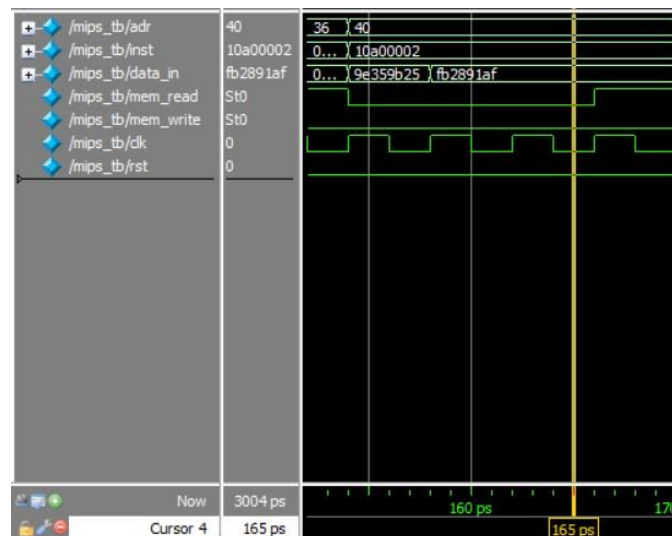 /mips_tb/adr 40 36 40
/mips_tb/inst 10a00002 0... 10a00002
/mips_tb/data_in fb2891af 0... 9e359b25 fb2891af
/mips_tb/mem_read St0
/mips_tb/mem_write St0
/mips_tb/clk 0
/mips_tb/rst 0
Now 3004 ps 160 ps 170
Cursor 4 165 ps 165 ps